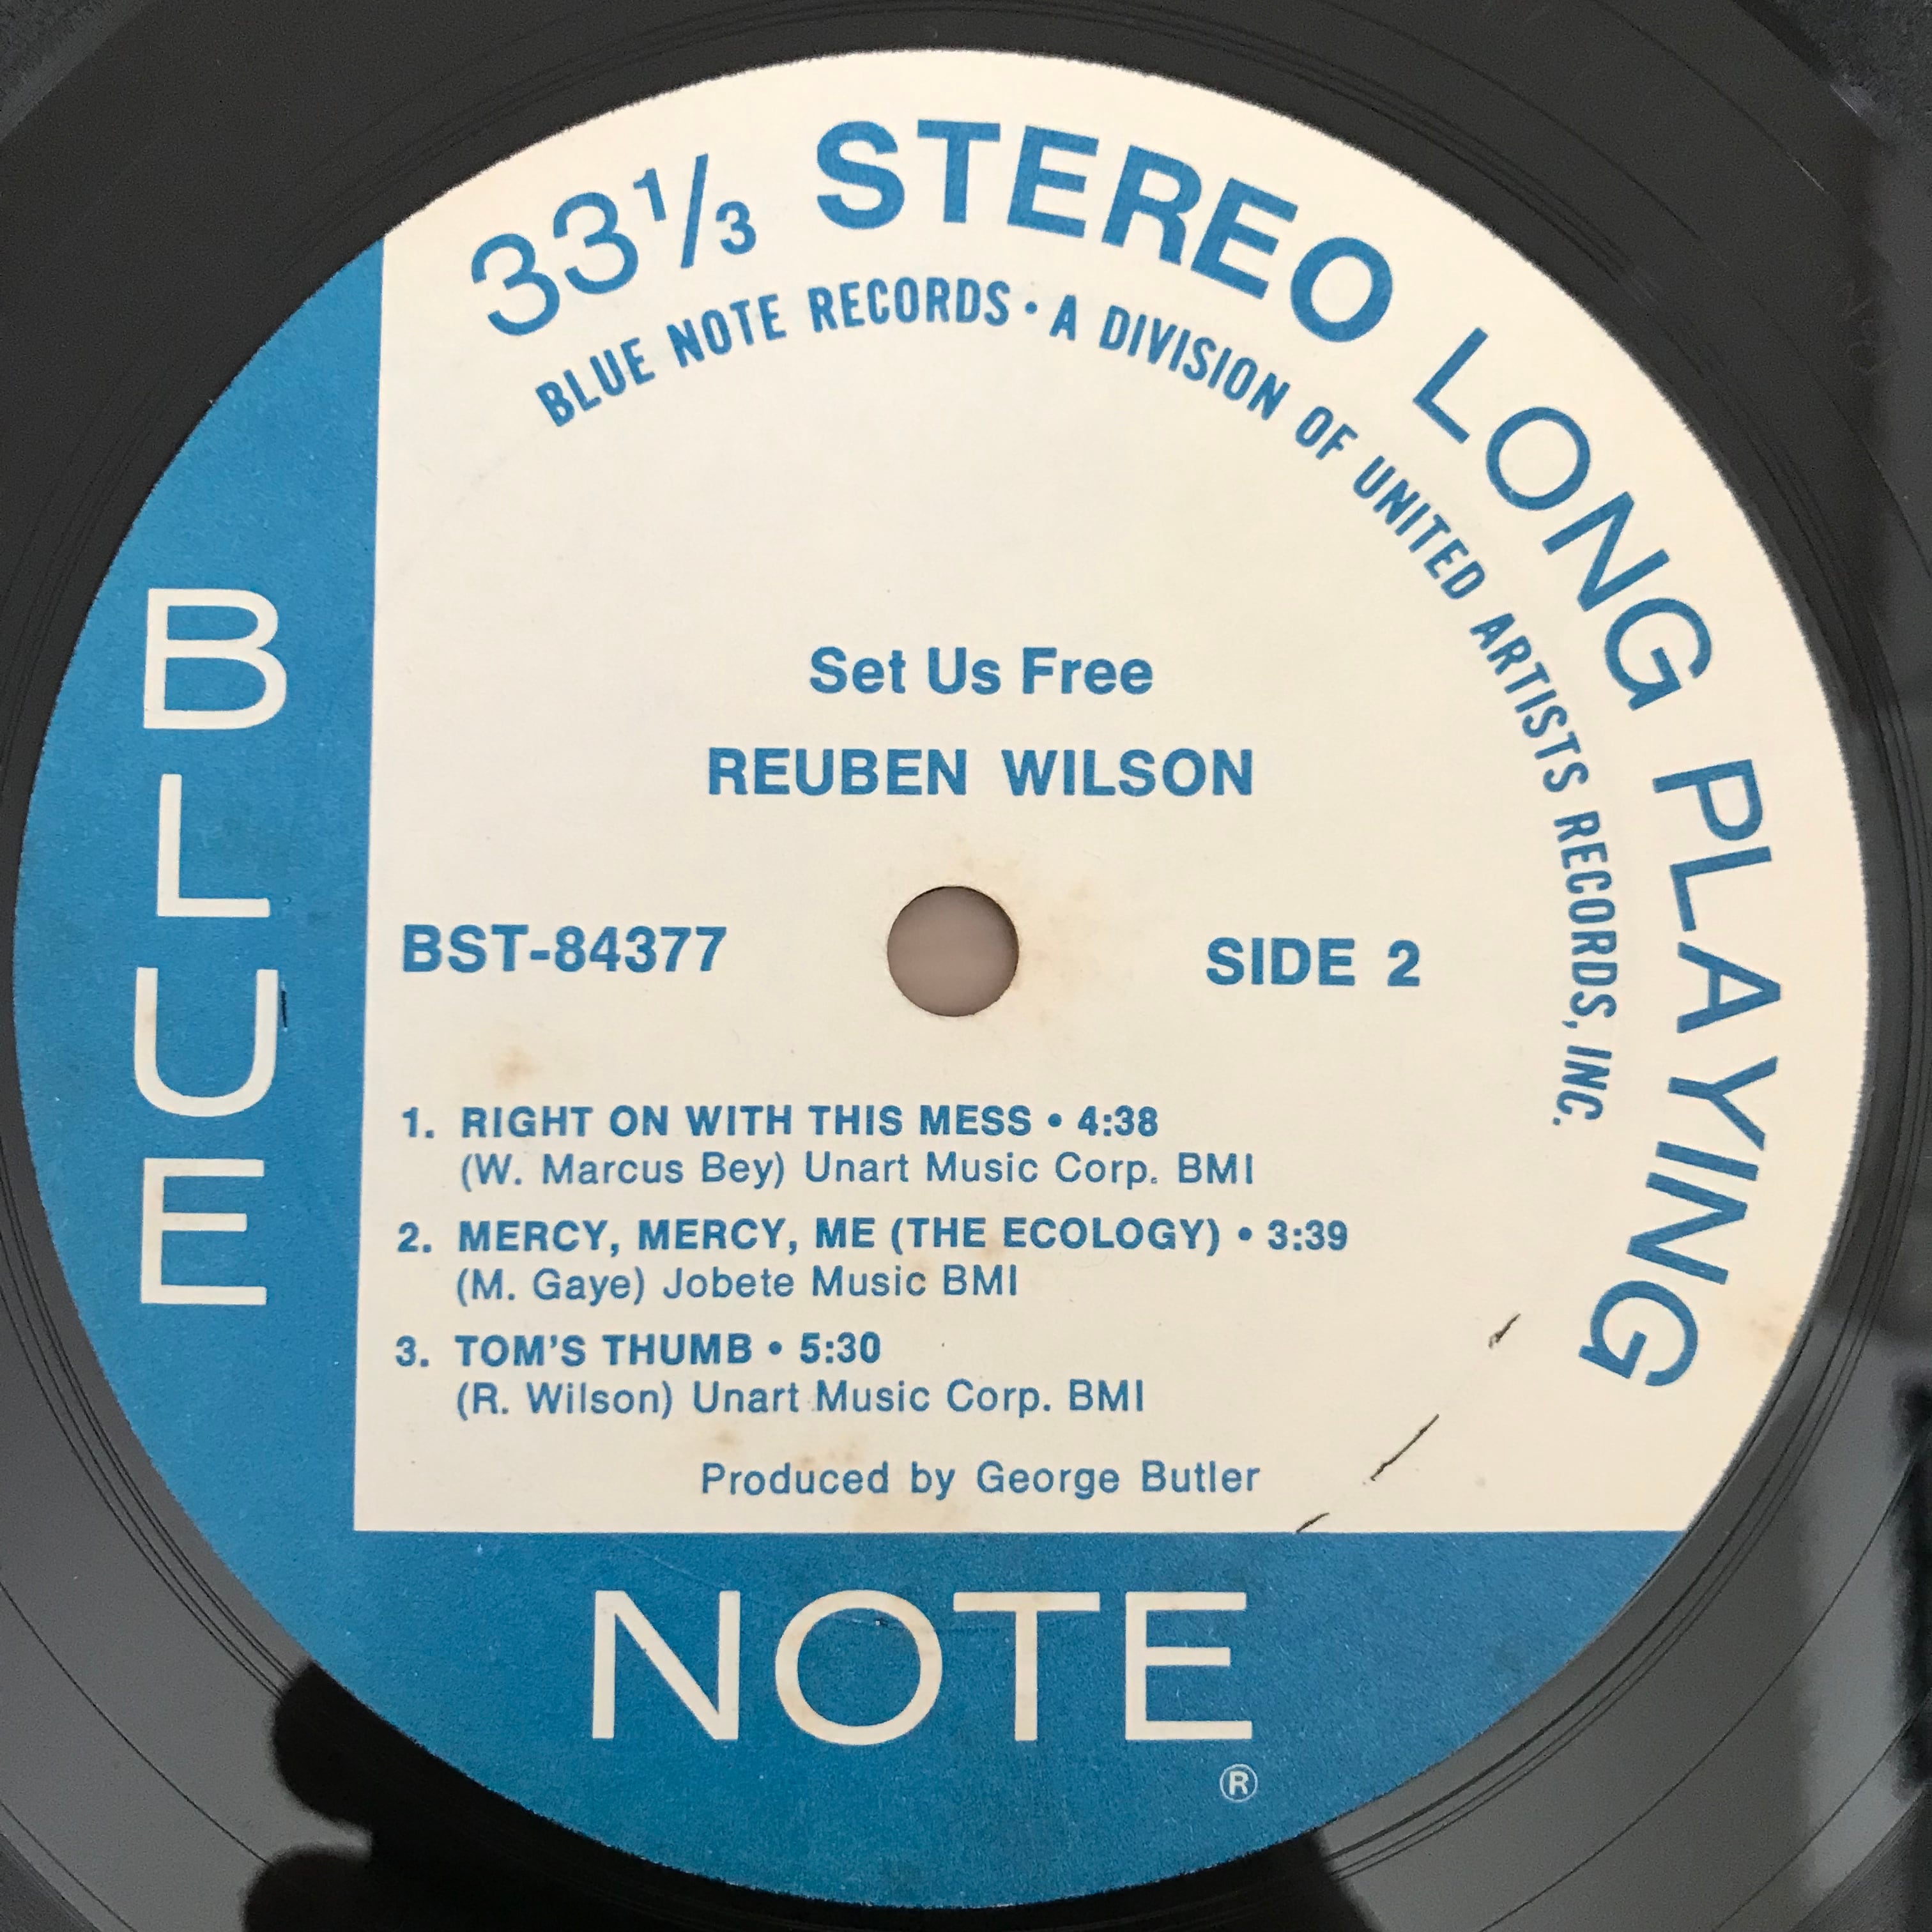 33⅓ STEREO LONG PLAYING
BLUE NOTE RECORDS • A DIVISION OF UNITED ARTISTS RECORDS, INC.
Set Us Free
REUBEN WILSON
BST-84377
SIDE 2
1. RIGHT ON WITH THIS MESS • 4:38
(W. Marcus Bey) Unart Music Corp. BMI
2. MERCY, MERCY, ME (THE ECOLOGY) • 3:39
(M. Gaye) Jobete Music BMI
3. TOM'S THUMB • 5:30
(R. Wilson) Unart Music Corp. BMI
Produced by George Butler
BLUE
NOTE
®